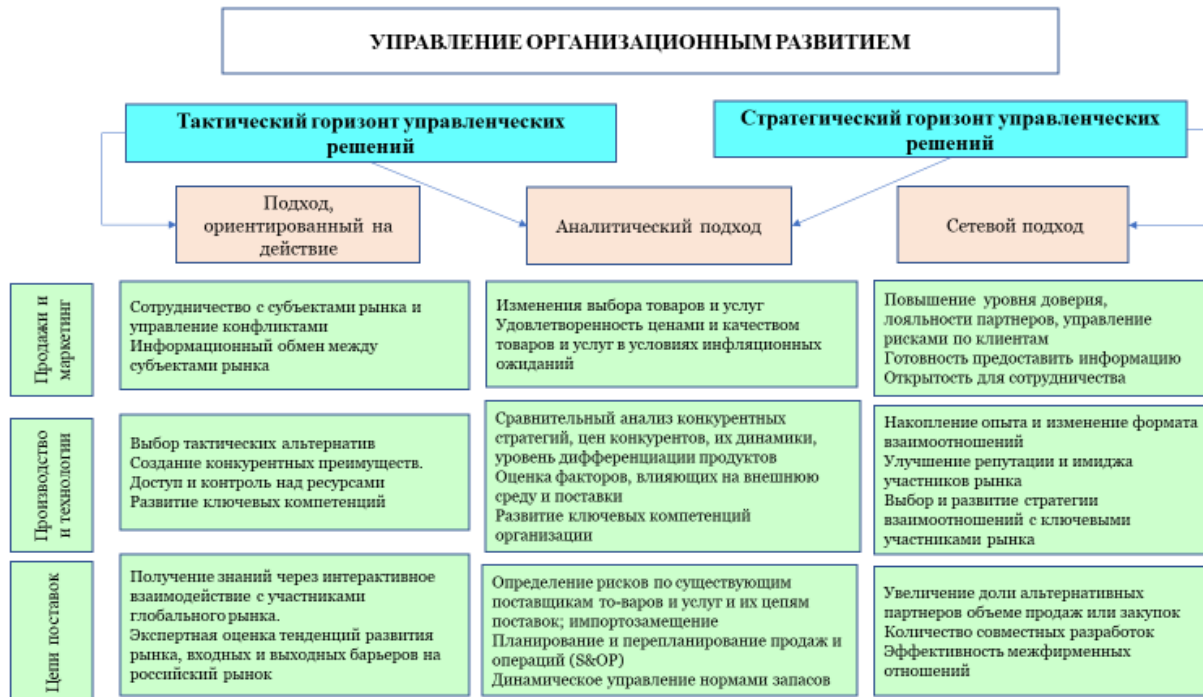 УПРАВЛЕНИЕ ОРГАНИЗАЦИОННЫМ РАЗВИТИЕМ
Тактический горизонт управленческих
решений
Стратегический горизонт управленческих
решений
Подход,
ориентированный на
действие
Аналитический подход
Сетевой подход
Продажи и
маркетинг
Сотрудничество с субъектами рынка и
управление конфликтами
Информационный обмен между
субъектами рынка
Изменения выбора товаров и услуг
Удовлетворенность ценами и качеством
товаров и услуг в условиях инфляционных
ожиданий
Повышение уровня доверия,
лояльности партнеров, управление
рисками по клиентам
Готовность предоставить информацию
Открытость для сотрудничества
Производство
и технологии
Выбор тактических альтернатив
Создание конкурентных преимуществ.
Доступ и контроль над ресурсами
Развитие ключевых компетенций
Сравнительный анализ конкурентных
стратегий, цен конкурентов, их динамики,
уровень дифференциации продуктов
Оценка факторов, влияющих на внешнюю
среду и поставки
Развитие ключевых компетенций
организации
Накопление опыта и изменение формата
взаимоотношений
Улучшение репутации и имиджа
участников рынка
Выбор и развитие стратегии
взаимоотношений с ключевыми
участниками рынка
Цепи поставок
Получение знаний через интерактивное
взаимодействие с участниками
глобального рынка.
Экспертная оценка тенденций развития
рынка, входных и выходных барьеров на
российский рынок
Определение рисков по существующим
поставщикам то-варов и услуг и их цепям
поставок; импортозамещение
Планирование и перепланирование продаж и
операций (S&OP)
Динамическое управление нормами запасов
Увеличение доли альтернативных
партнеров объеме продаж или закупок
Количество совместных разработок
Эффективность межфирменных
отношений